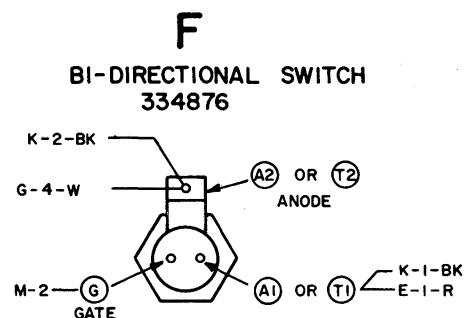 F
BI-DIRECTIONAL SWITCH
334876
K-2-BK
G-4-W
A2 OR T2
ANODE
M-2 G
GATE
A1 OR T1
K-1-BK
E-1-R